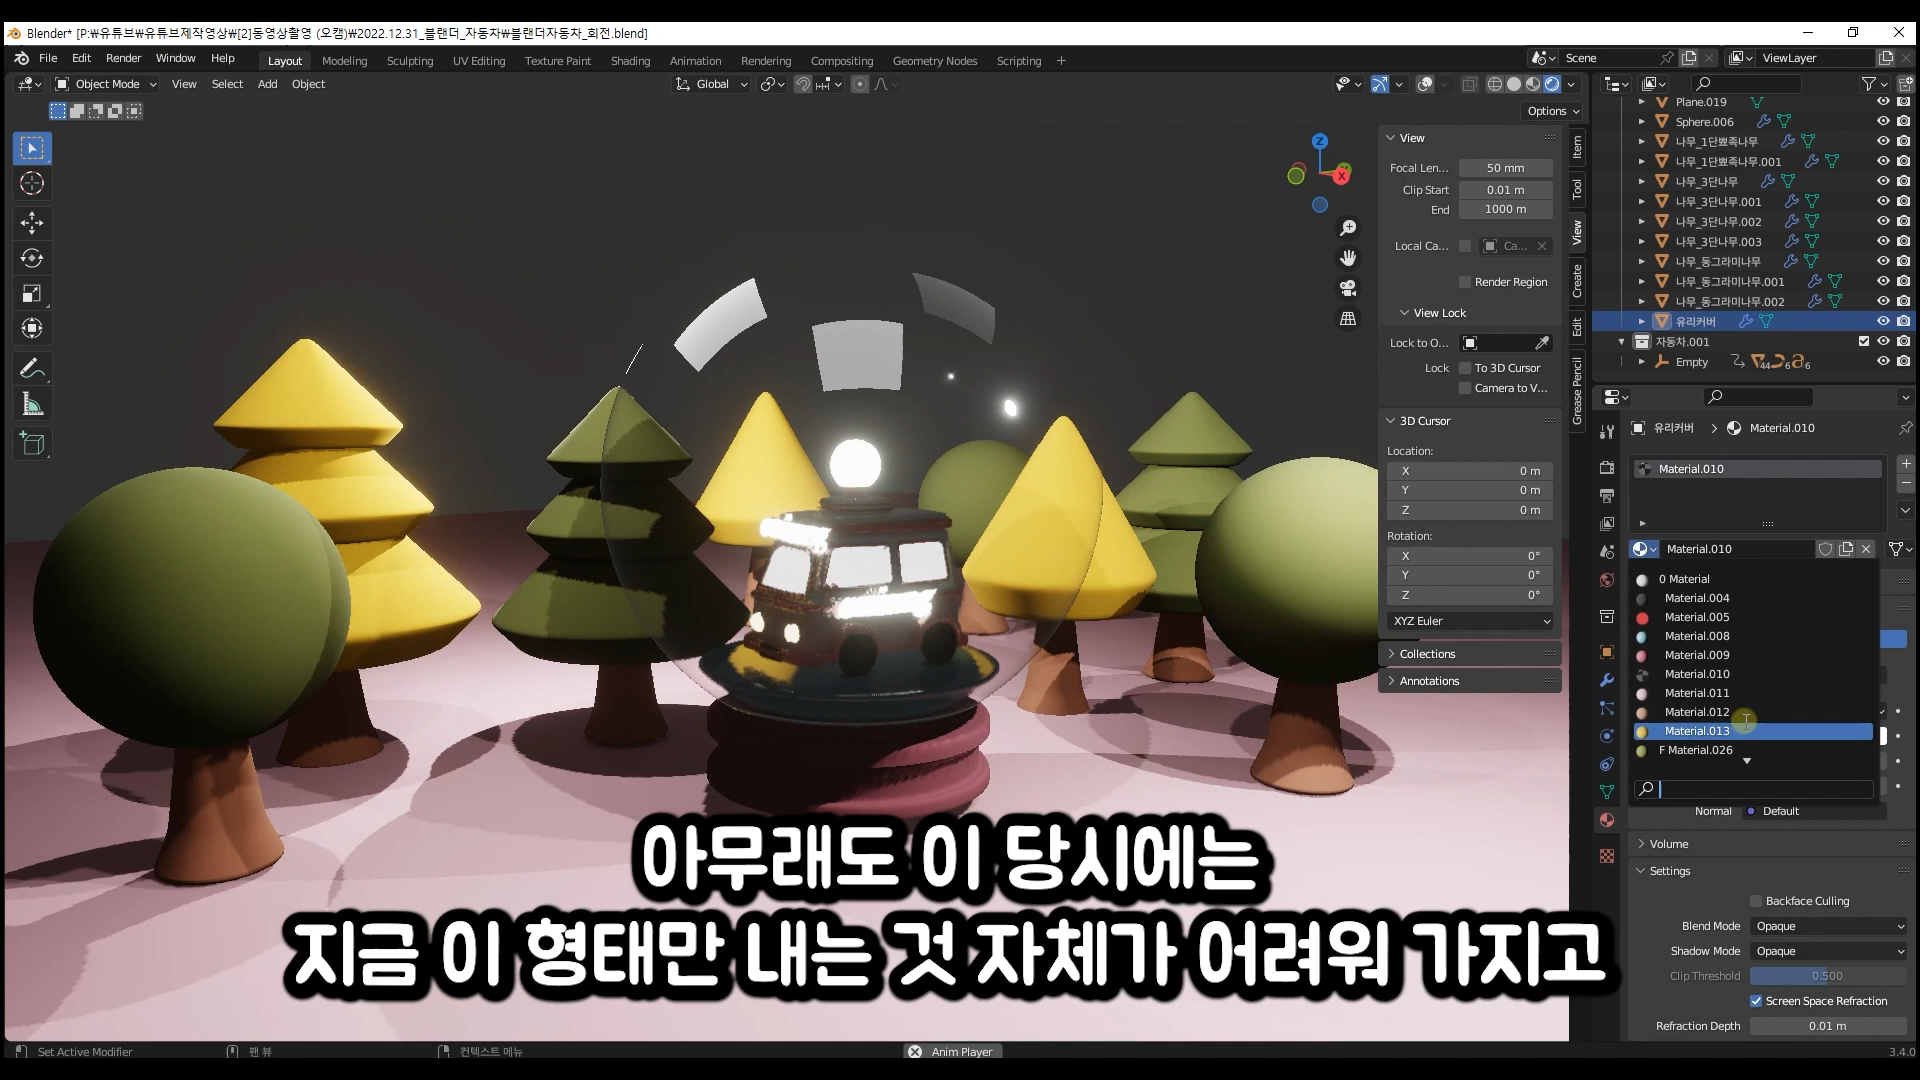 Blender* [P:₩유튜브₩유튜브제작영상₩[2]동영상촬영 (오캠)₩2022.12.31_블랜더_자동차₩블랜더자동차_회전.blend]
File Edit Render Window Help Layout Modeling Sculpting UV Editing Texture Paint Shading Animation Rendering Compositing Geometry Nodes Scripting + Scene ViewLayer
Object Mode View Select Add Object Global
Options
Plane.019
Sphere.006
나무_1단뾰족나무
나무_1단뾰족나무.001
나무_3단나무
나무_3단나무.001
나무_3단나무.002
나무_3단나무.003
나무_동그라미나무
나무_동그라미나무.001
나무_동그라미나무.002
유리커버
자동차.001
Empty 44 6 6
Z
X
View
Focal Len... 50 mm
Clip Start 0.01 m
End 1000 m
Local Ca... Ca...
Render Region
View Lock
Lock to O...
Lock To 3D Cursor
Camera to V...
3D Cursor
Location:
X 0 m
Y 0 m
Z 0 m
Rotation:
X 0°
Y 0°
Z 0°
XYZ Euler
Collections
Annotations
Item
Tool
View
Create
Edit
Grease Pencil
유리커버 > Material.010
Material.010
Material.010
0 Material
Material.004
Material.005
Material.008
Material.009
Material.010
Material.011
Material.012
Material.013
F Material.026
Normal Default
Volume
Settings
Backface Culling
Blend Mode Opaque
Shadow Mode Opaque
Clip Threshold 0.500
Screen Space Refraction
Refraction Depth 0.01 m
아무래도 이 당시에는
지금 이 형태만 내는 것 자체가 어려워 가지고
Set Active Modifier 팬 뷰 컨텍스트 메뉴 Anim Player 3.4.0